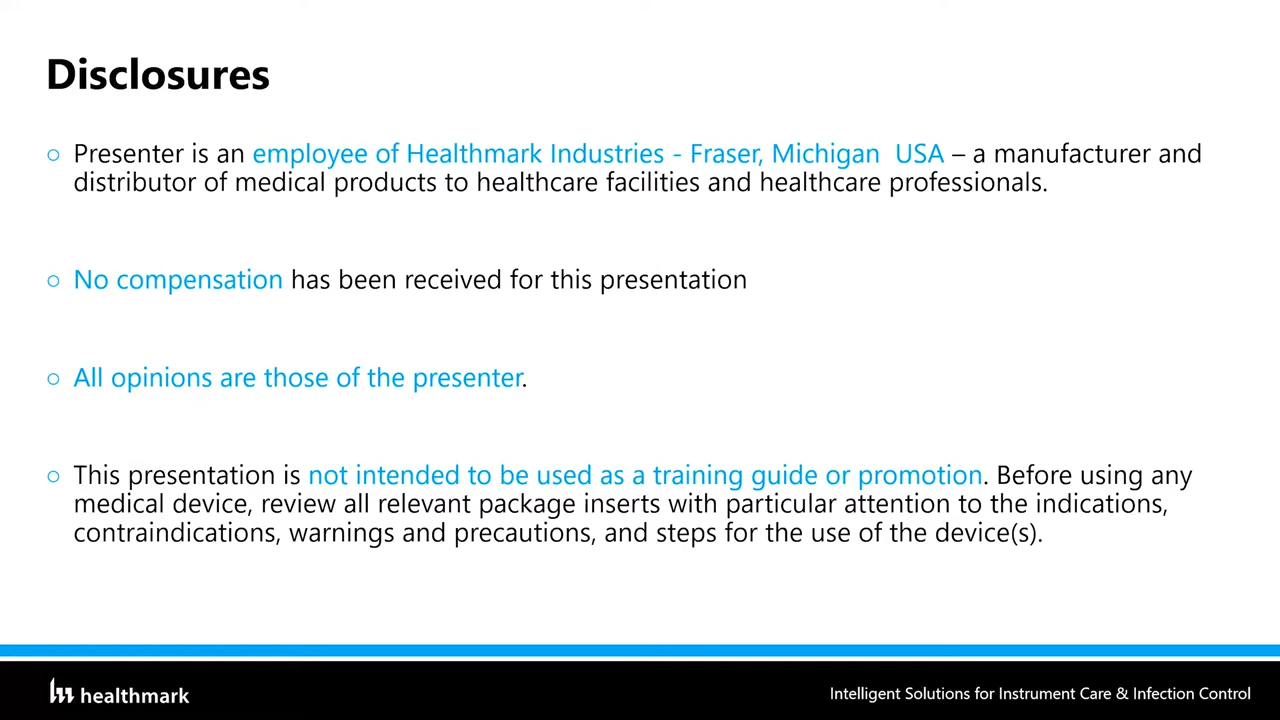 Disclosures
○ Presenter is an employee of Healthmark Industries - Fraser, Michigan  USA – a manufacturer and
distributor of medical products to healthcare facilities and healthcare professionals.
○ No compensation has been received for this presentation
○ All opinions are those of the presenter.
○ This presentation is not intended to be used as a training guide or promotion. Before using any
medical device, review all relevant package inserts with particular attention to the indications,
contraindications, warnings and precautions, and steps for the use of the device(s).
healthmark
Intelligent Solutions for Instrument Care & Infection Control